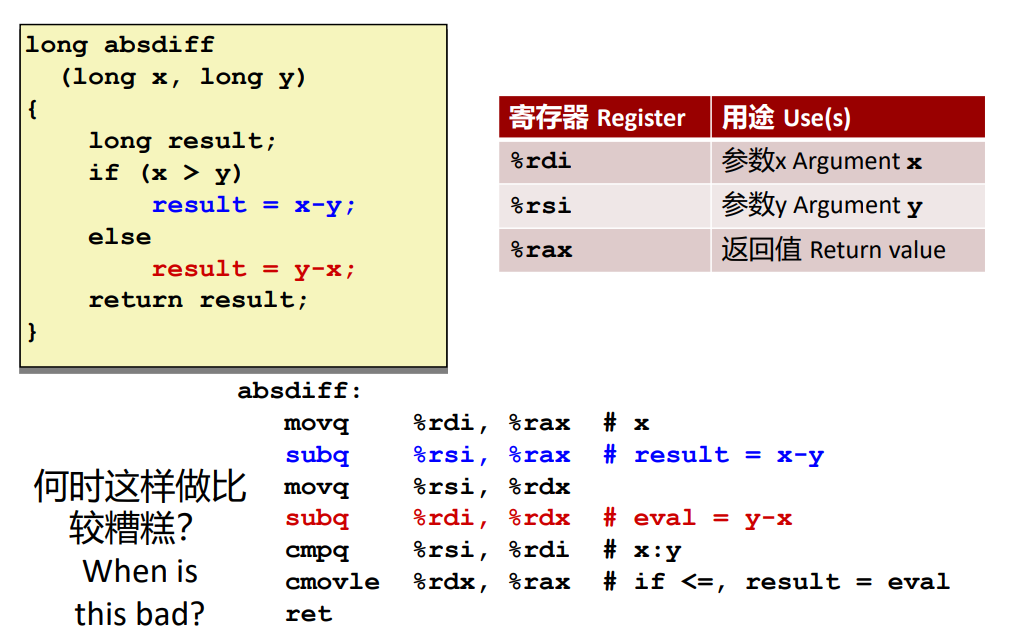 long absdiff
(long x, long y)
{
long result;
if (x > y)
result = x-y;
else
result = y-x;
return result;
}
寄存器 Register 用途 Use(s)
%rdi 参数x Argument x
%rsi 参数y Argument y
%rax 返回值 Return value
absdiff:
movq %rdi, %rax # x
subq %rsi, %rax # result = x-y
movq %rsi, %rdx
subq %rdi, %rdx # eval = y-x
cmpq %rsi, %rdi # x:y
cmovle %rdx, %rax # if <=, result = eval
ret
何时这样做比
较糟糕?
When is
this bad?